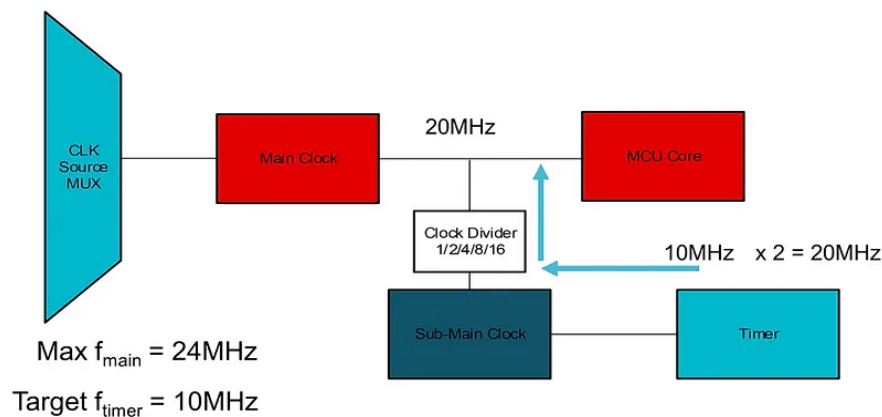 CLK
Source
MUX
Main Clock
20MHz
MCU Core
Clock Divider
1/2/4/8/16
10MHz x 2 = 20MHz
Sub-Main Clock
Timer
Max fmain = 24MHz
Target ftimer = 10MHz